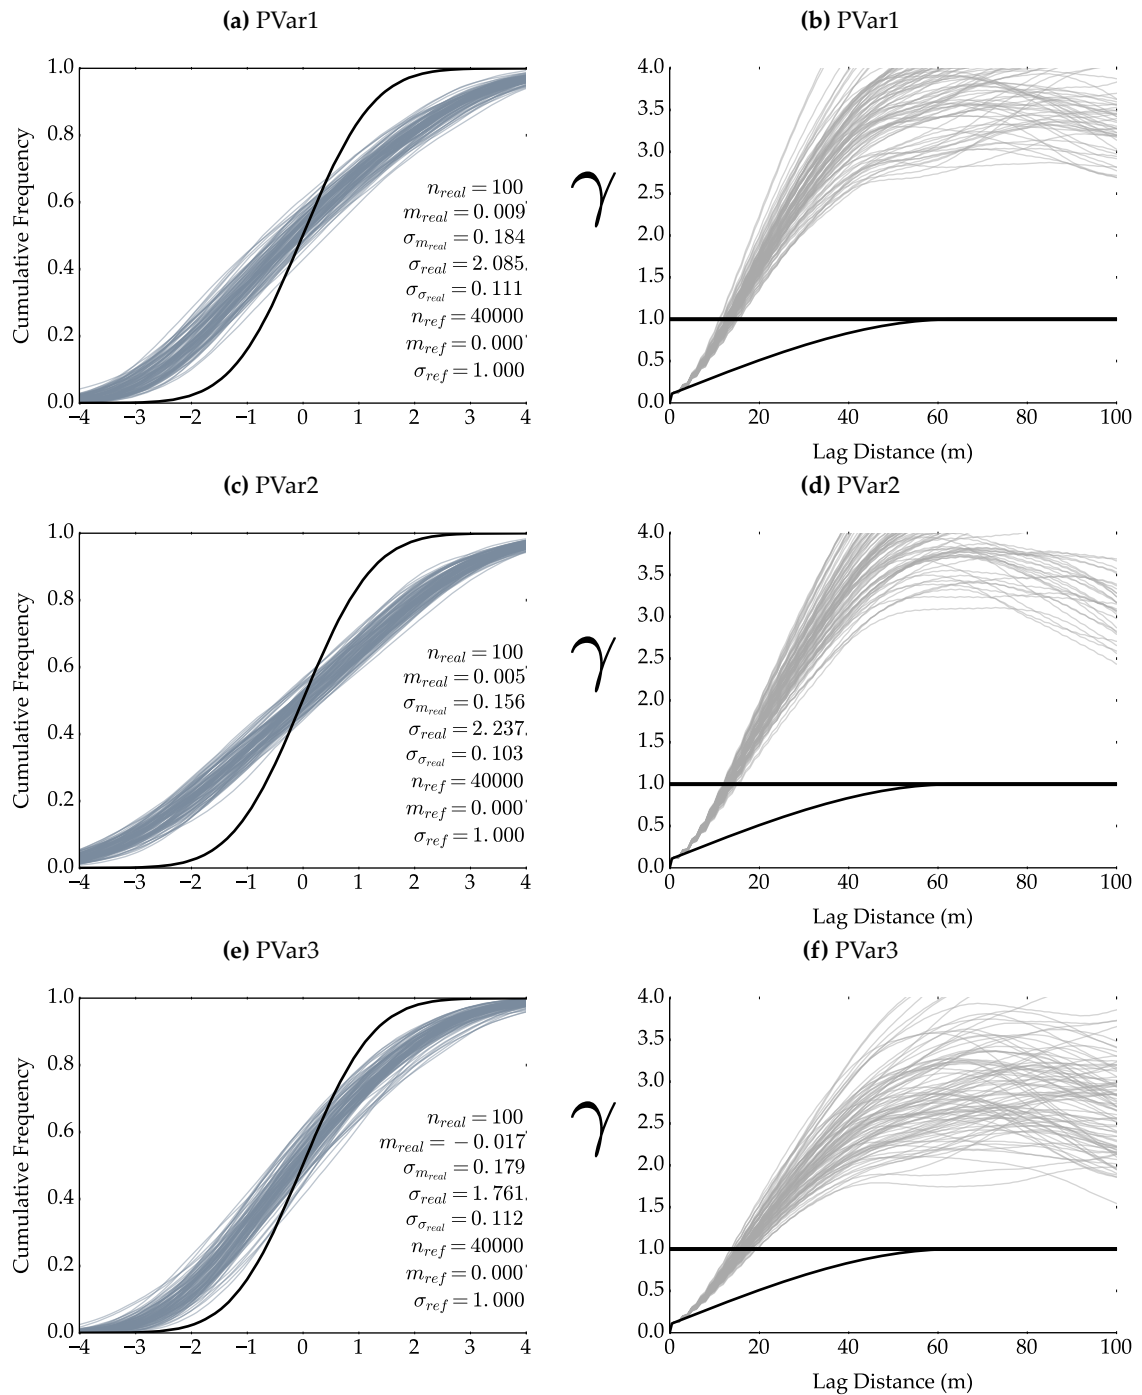 (a) PVar1
(b) PVar1
1.0
0.8
0.6
0.4
0.2
0.0
Cumulative Frequency
n_real = 100
m_real = 0.009
σ_m_real = 0.184
σ_real = 2.085
σ_σ_real = 0.111
n_ref = 40000
m_ref = 0.000
σ_ref = 1.000
−4 −3 −2 −1 0 1 2 3 4
γ
4.0
3.5
3.0
2.5
2.0
1.5
1.0
0.5
0.0
0 20 40 60 80 100
Lag Distance (m)
(c) PVar2
(d) PVar2
1.0
0.8
0.6
0.4
0.2
0.0
Cumulative Frequency
n_real = 100
m_real = 0.005
σ_m_real = 0.156
σ_real = 2.237
σ_σ_real = 0.103
n_ref = 40000
m_ref = 0.000
σ_ref = 1.000
−4 −3 −2 −1 0 1 2 3 4
γ
4.0
3.5
3.0
2.5
2.0
1.5
1.0
0.5
0.0
0 20 40 60 80 100
Lag Distance (m)
(e) PVar3
(f) PVar3
1.0
0.8
0.6
0.4
0.2
0.0
Cumulative Frequency
n_real = 100
m_real = −0.017
σ_m_real = 0.179
σ_real = 1.761
σ_σ_real = 0.112
n_ref = 40000
m_ref = 0.000
σ_ref = 1.000
−4 −3 −2 −1 0 1 2 3 4
γ
4.0
3.5
3.0
2.5
2.0
1.5
1.0
0.5
0.0
0 20 40 60 80 100
Lag Distance (m)